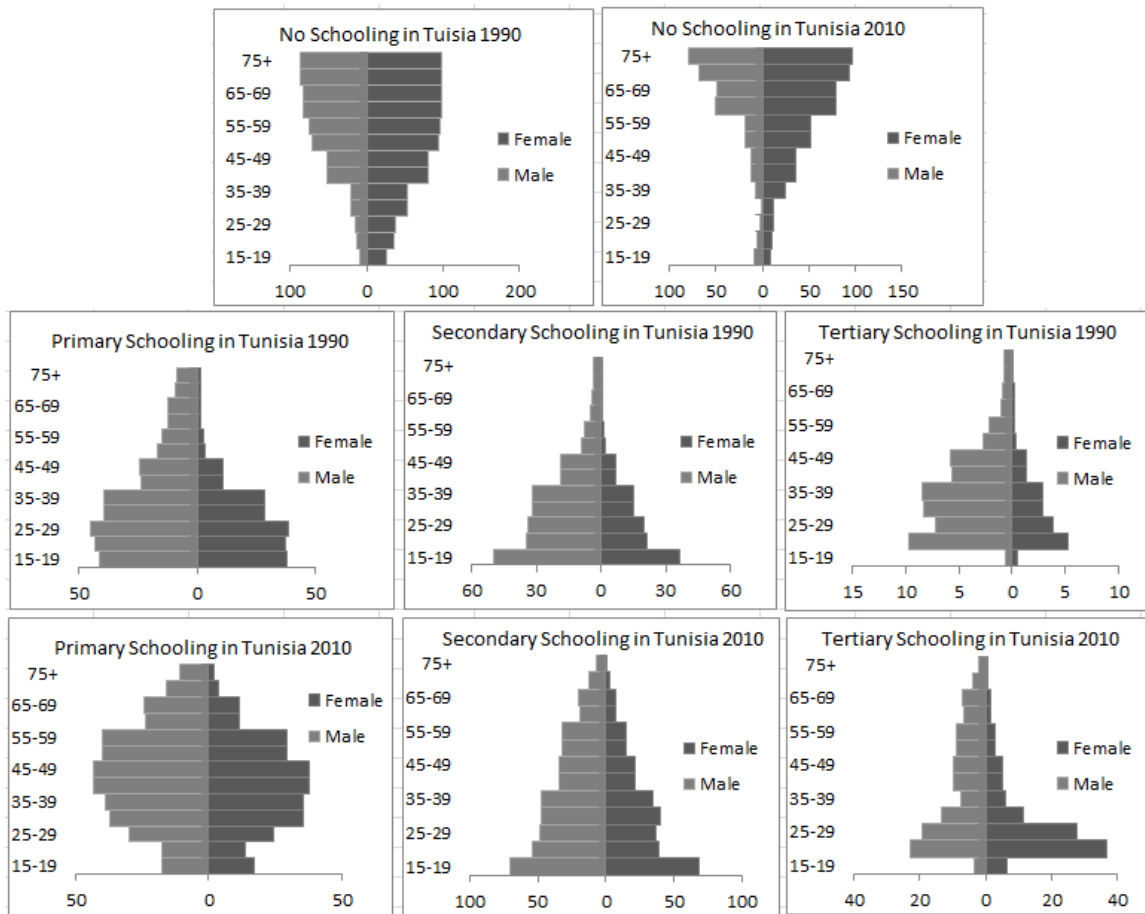 No Schooling in Tuisia 1990
75+
65-69
55-59
45-49
35-39
25-29
15-19
100 0 100 200
Female
Male
No Schooling in Tunisia 2010
75+
65-69
55-59
45-49
35-39
25-29
15-19
100 50 0 50 100 150
Female
Male
Primary Schooling in Tunisia 1990
75+
65-69
55-59
45-49
35-39
25-29
15-19
50 0 50
Female
Male
Secondary Schooling in Tunisia 1990
75+
65-69
55-59
45-49
35-39
25-29
15-19
60 30 0 30 60
Female
Male
Tertiary Schooling in Tunisia 1990
75+
65-69
55-59
45-49
35-39
25-29
15-19
15 10 5 0 5 10
Female
Male
Primary Schooling in Tunisia 2010
75+
65-69
55-59
45-49
35-39
25-29
15-19
50 0 50
Female
Male
Secondary Schooling in Tunisia 2010
75+
65-69
55-59
45-49
35-39
25-29
15-19
100 50 0 50 100
Female
Male
Tertiary Schooling in Tunisia 2010
75+
65-69
55-59
45-49
35-39
25-29
15-19
40 20 0 20 40
Female
Male